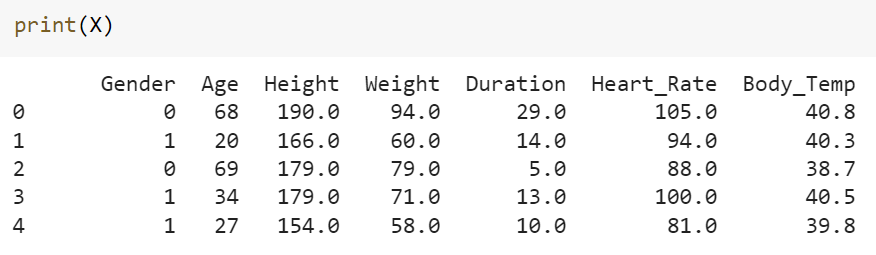 print(X)
Gender Age Height Weight Duration Heart_Rate Body_Temp
0 0 68 190.0 94.0 29.0 105.0 40.8
1 1 20 166.0 60.0 14.0 94.0 40.3
2 0 69 179.0 79.0 5.0 88.0 38.7
3 1 34 179.0 71.0 13.0 100.0 40.5
4 1 27 154.0 58.0 10.0 81.0 39.8